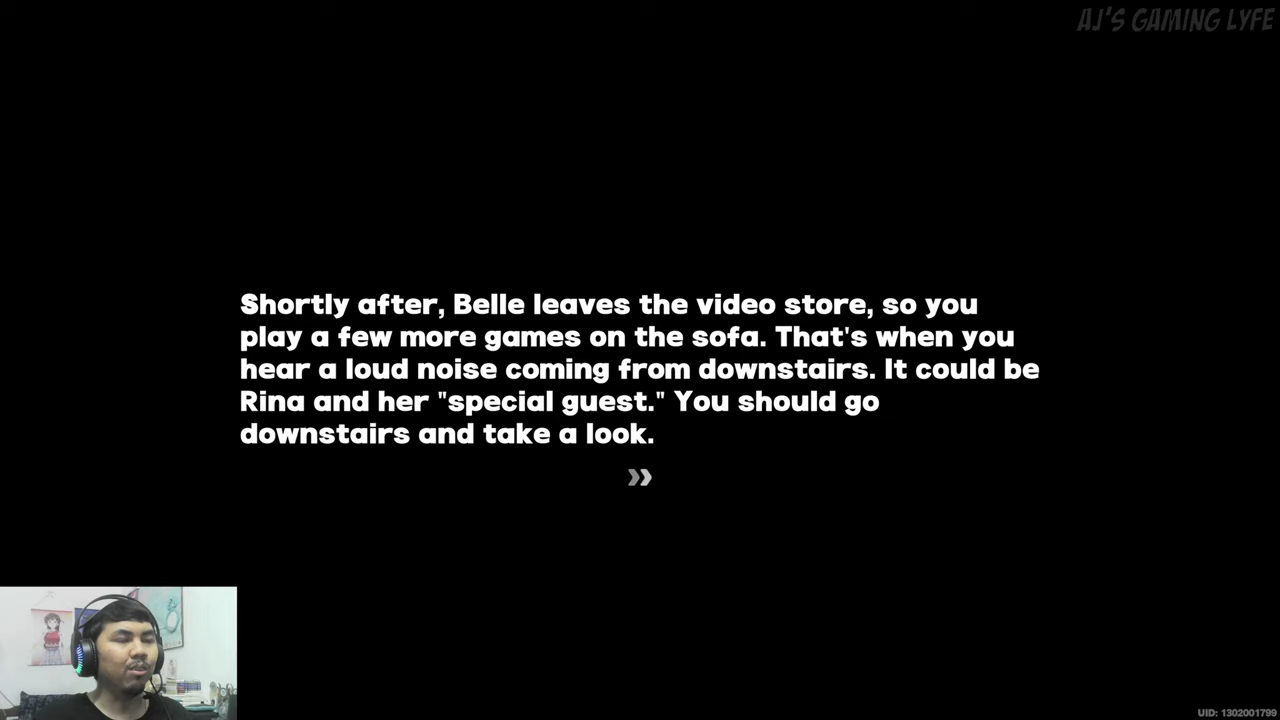 AJ'S GAMING LYFE
Shortly after, Belle leaves the video store, so you
play a few more games on the sofa. That's when you
hear a loud noise coming from downstairs. It could be
Rina and her "special guest." You should go
downstairs and take a look.
UID: 1302001799